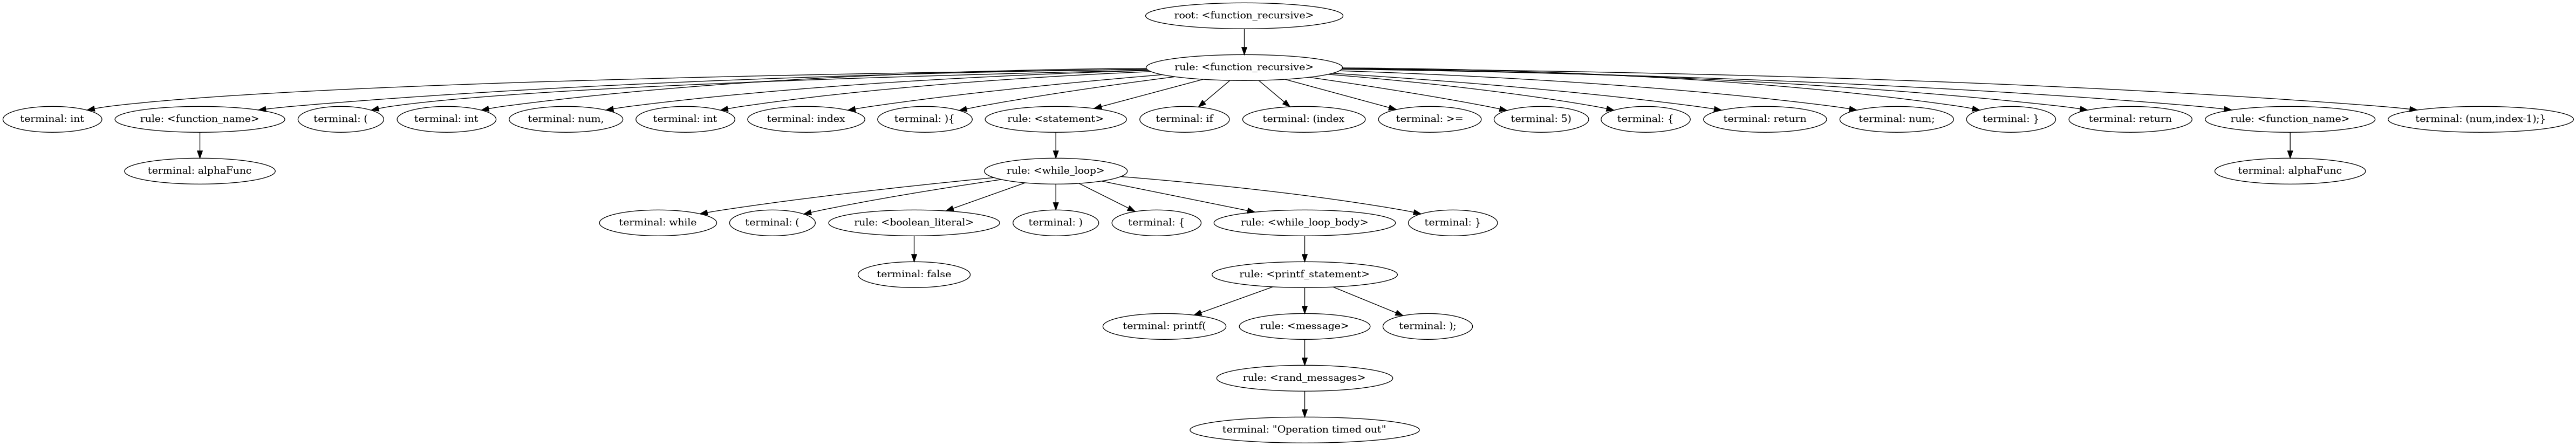 root: <function_recursive>
rule: <function_recursive>
terminal: int
rule: <function_name>
terminal: (
terminal: int
terminal: num,
terminal: int
terminal: index
terminal: ){
rule: <statement>
terminal: if
terminal: (index
terminal: >=
terminal: 5)
terminal: {
terminal: return
terminal: num;
terminal: }
terminal: return
rule: <function_name>
terminal: (num,index-1);}
terminal: alphaFunc
rule: <while_loop>
terminal: alphaFunc
terminal: while
terminal: (
rule: <boolean_literal>
terminal: )
terminal: {
rule: <while_loop_body>
terminal: }
terminal: false
rule: <printf_statement>
terminal: printf(
rule: <message>
terminal: );
rule: <rand_messages>
terminal: "Operation timed out"